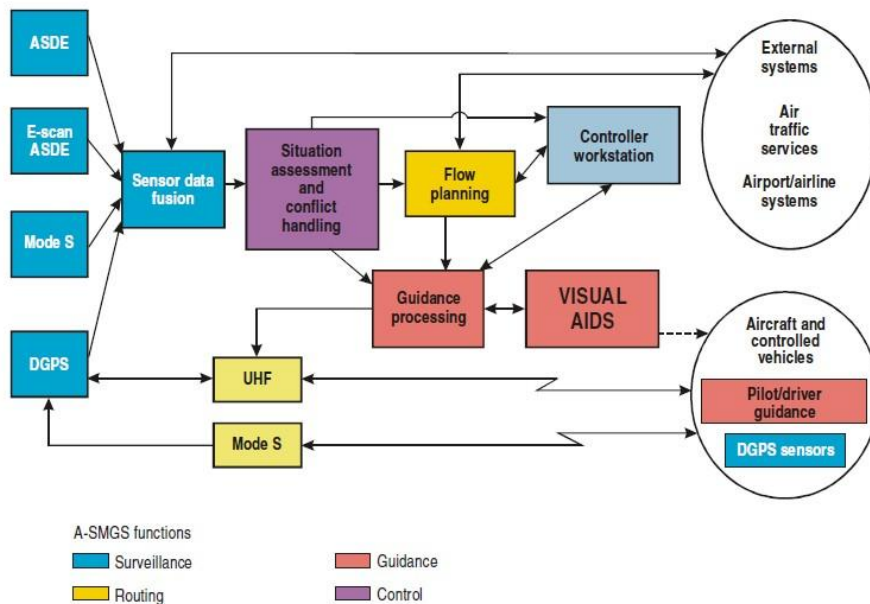 ASDE
E-scan
ASDE
Mode S
DGPS
Sensor data
fusion
Situation
assessment
and
conflict
handling
Flow
planning
Controller
workstation
External
systems
Air
traffic
services
Airport/airline
systems
Guidance
processing
VISUAL
AIDS
UHF
Mode S
Aircraft and
controlled
vehicles
Pilot/driver
guidance
DGPS sensors
A-SMGS functions
Surveillance
Guidance
Routing
Control